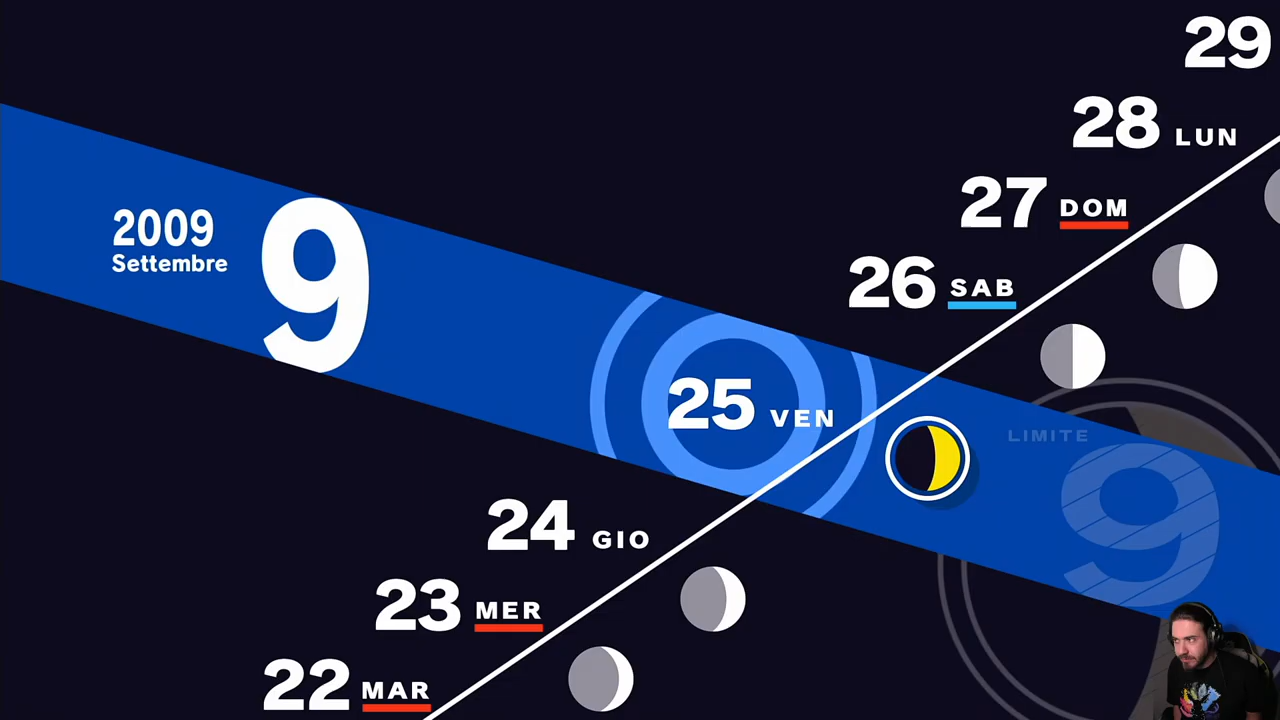 29
28 LUN
27 DOM
26 SAB
2009
Settembre
9
25 VEN
LIMITE
9
24 GIO
23 MER
22 MAR